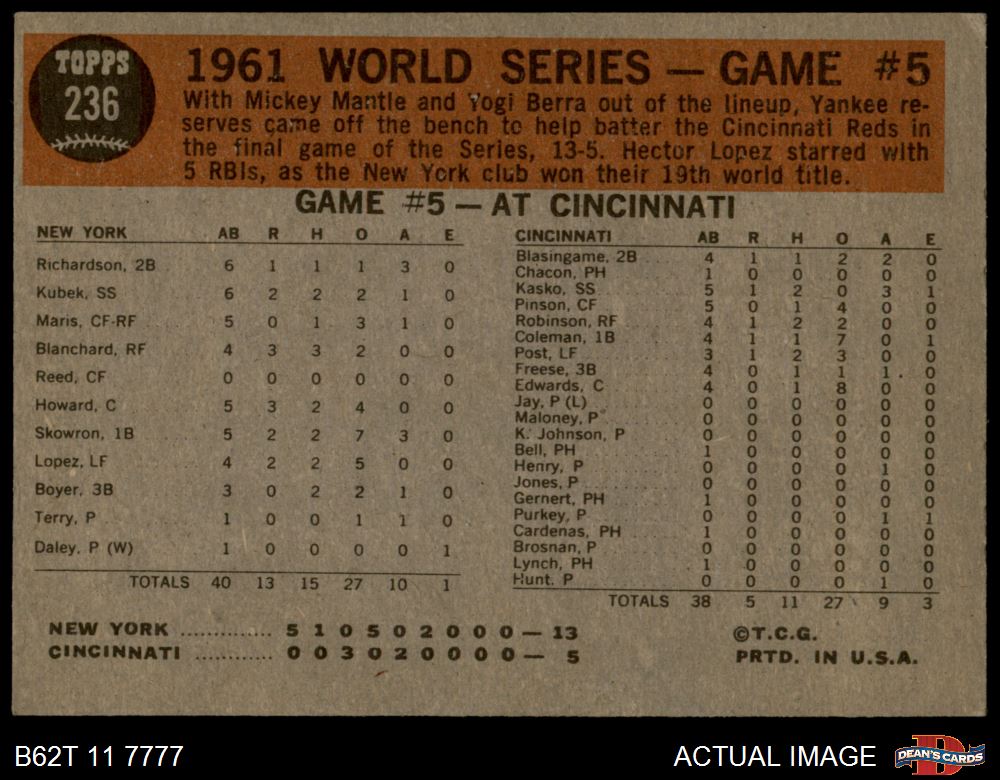 TOPPS
236
1961 WORLD SERIES — GAME #5
With Mickey Mantle and Yogi Berra out of the lineup, Yankee re-
serves came off the bench to help batter the Cincinnati Reds in
the final game of the Series, 13-5. Hector Lopez starred with
5 RBIs, as the New York club won their 19th world title.
GAME #5 — AT CINCINNATI
NEW YORK AB R H O A E
Richardson, 2B 6 1 1 1 3 0
Kubek, SS 6 2 2 2 1 0
Maris, CF-RF 5 0 1 3 1 0
Blanchard, RF 4 3 3 2 0 0
Reed, CF 0 0 0 0 0 0
Howard, C 5 3 2 4 0 0
Skowron, 1B 5 2 2 7 3 0
Lopez, LF 4 2 2 5 0 0
Boyer, 3B 3 0 2 2 1 0
Terry, P 1 0 0 1 1 0
Daley, P (W) 1 0 0 0 0 1
TOTALS 40 13 15 27 10 1
CINCINNATI AB R H O A E
Blasingame, 2B 4 1 1 2 2 0
Chacon, PH 1 0 0 0 0 0
Kasko, SS 5 1 2 0 3 1
Pinson, CF 5 0 1 4 0 0
Robinson, RF 4 1 2 2 0 0
Coleman, 1B 4 1 1 7 0 1
Post, LF 3 1 2 3 0 0
Freese, 3B 4 0 1 1 1 0
Edwards, C 4 0 1 8 0 0
Jay, P (L) 0 0 0 0 0 0
Maloney, P 0 0 0 0 0 0
K. Johnson, P 0 0 0 0 0 0
Bell, PH 1 0 0 0 0 0
Henry, P 0 0 0 0 1 0
Jones, P 0 0 0 0 0 0
Gernert, PH 1 0 0 0 0 0
Purkey, P 0 0 0 0 1 1
Cardenas, PH 1 0 0 0 0 0
Brosnan, P 0 0 0 0 0 0
Lynch, PH 1 0 0 0 0 0
Hunt. P 0 0 0 0 1 0
TOTALS 38 5 11 27 9 3
NEW YORK ............ 5 1 0 5 0 2 0 0 0 — 13
CINCINNATI .......... 0 0 3 0 2 0 0 0 0 — 5
©T.C.G.
PRTD. IN U.S.A.
B62T 11 7777
ACTUAL IMAGE
DEAN'S CARDS